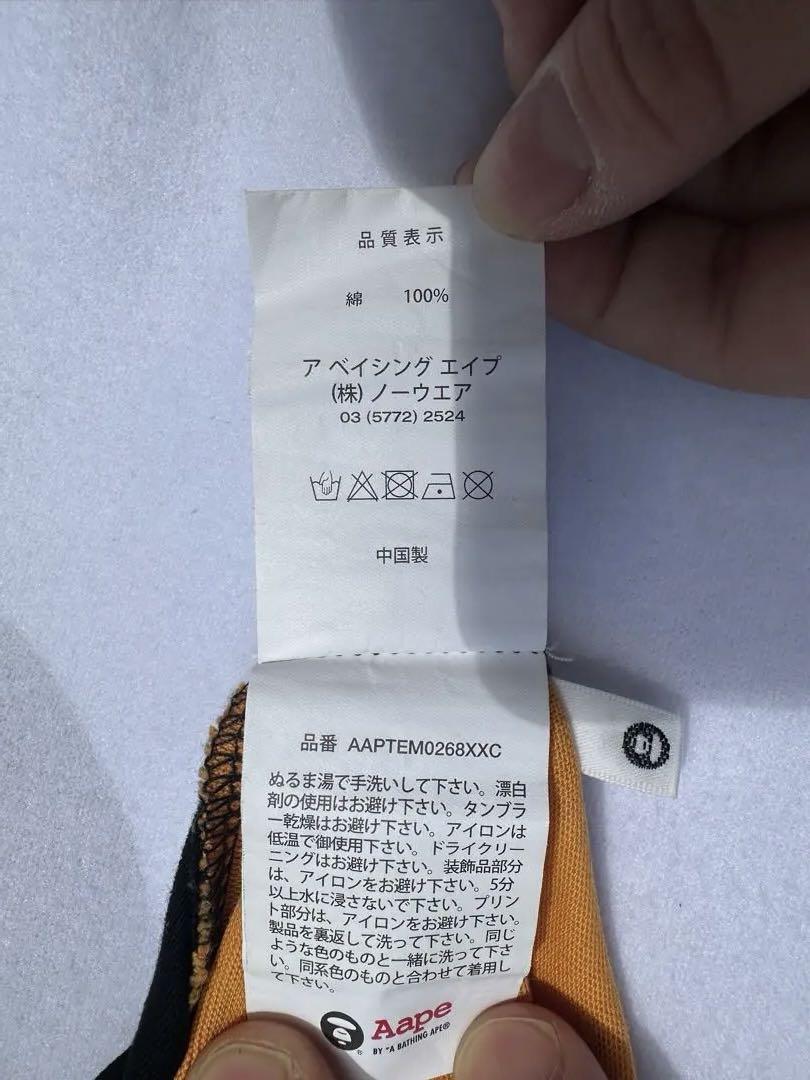 品質表示
綿 100%
ア ベイシング エイプ
(株) ノーウエア
03 (5772) 2524
中国製
品番 AAPTEM0268XXC
ぬるま湯で手洗いして下さい。漂白
剤の使用はお避け下さい。タンブラ
ー乾燥はお避け下さい。アイロンは
低温で御使用下さい。ドライクリー
ニングはお避け下さい。装飾品部分
は、アイロンをお避け下さい。5分
以上水に浸さないで下さい。プリン
ト部分は、アイロンをお避け下さい。
製品を裏返して洗って下さい。同じ
ような色のものと一緒に洗って下さ
い。同系色のものと合わせて着用し
て下さい。
Aape
BY *A BATHING APE®